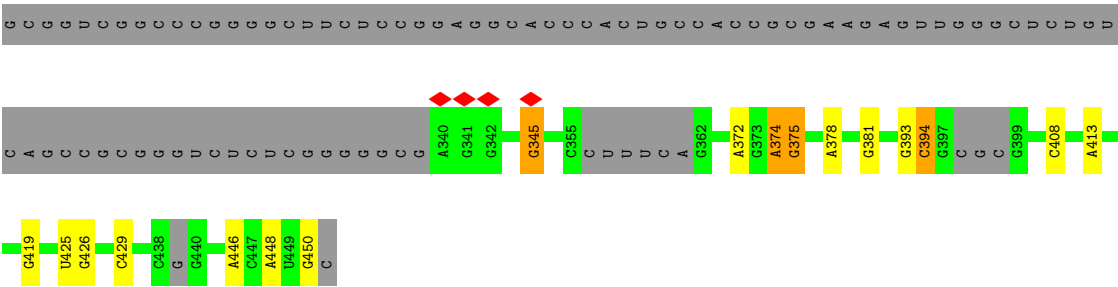 G C G G U C G G C C C G G G G C U U C U C C G G A G G C A C C C A C U G C C A C C G C G A A G A G U U G G G C U C U G U
C A G C C G C G G G U C U C U C G G G G G C G A340 G341 G342 G345 C355 C U U U C A G362 A372 G373 A374 G375 A378 G381 G393 C394 G397 C G C G399 C408 A413
G419 U425 G426 C429 C438 G G440 A446 C447 A448 U449 G450 C